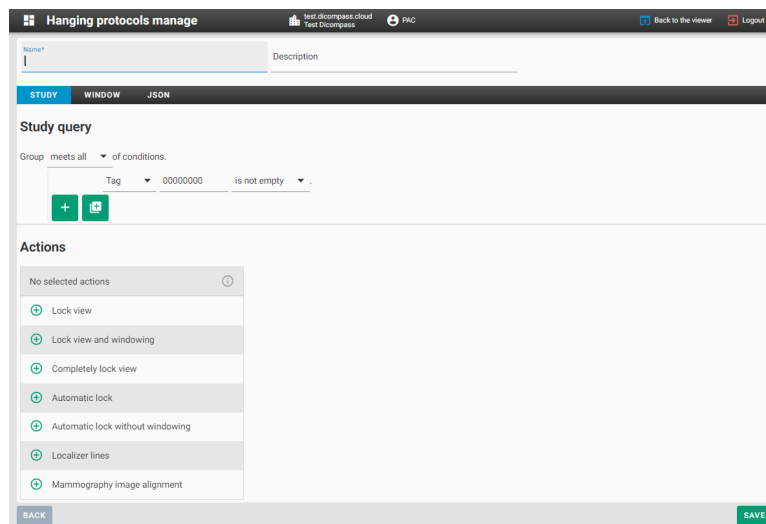 Hanging protocols manage
test.dicompass.cloud
Test Dicompass
PAC
Back to the viewer
Logout
Name*
Description
STUDY WINDOW JSON
Study query
Group meets all of conditions.
Tag 00000000 is not empty .
Actions
No selected actions
Lock view
Lock view and windowing
Completely lock view
Automatic lock
Automatic lock without windowing
Localizer lines
Mammography image alignment
BACK
SAVE